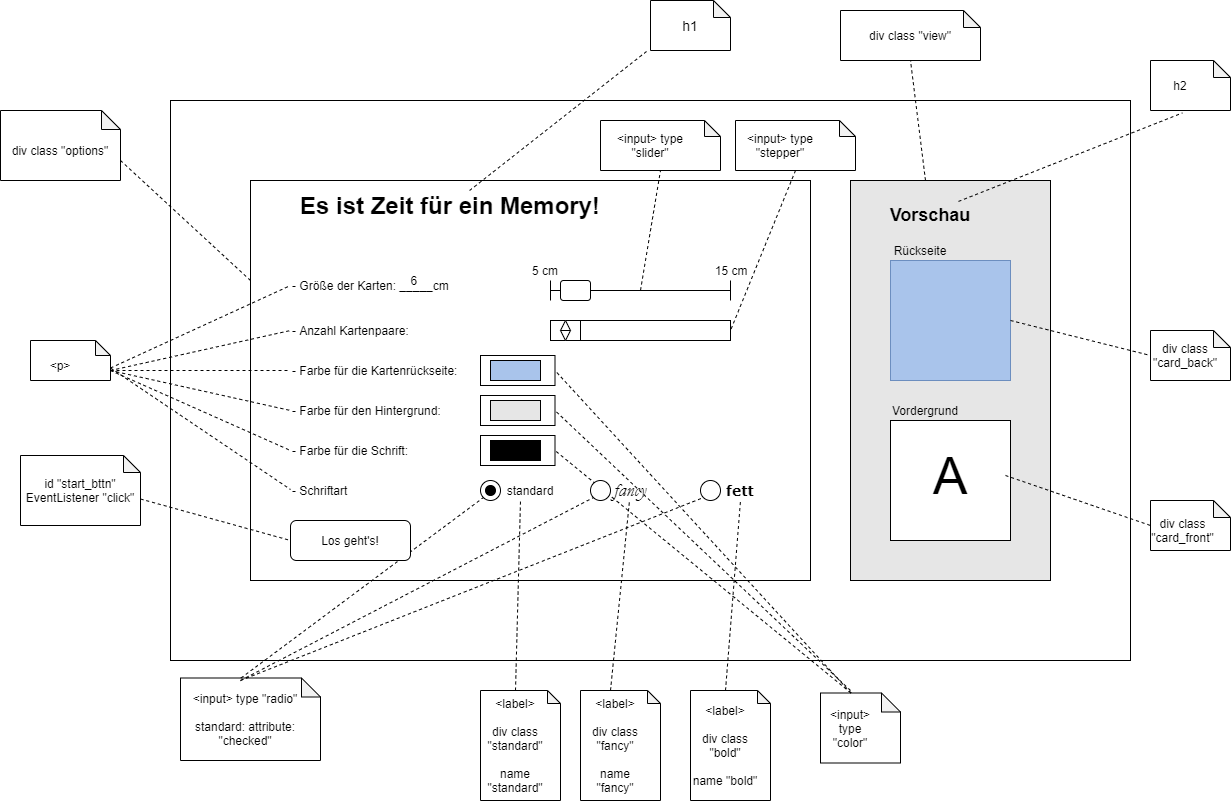 h1
div class "view"
h2
div class "options"
<input> type
"slider"
<input> type
"stepper"
Es ist Zeit für ein Memory!
Vorschau
Rückseite
5 cm
15 cm
- Größe der Karten: _____cm
6
- Anzahl Kartenpaare:
<p>
- Farbe für die Kartenrückseite:
div class
"card_back"
- Farbe für den Hintergrund:
Vordergrund
- Farbe für die Schrift:
A
id "start_bttn"
EventListener "click"
- Schriftart
standard
fancy
fett
div class
"card_front"
Los geht's!
<input> type "radio"
standard: attribute:
"checked"
<label>
div class
"standard"
name
"standard"
<label>
div class
"fancy"
name
"fancy"
<label>
div class
"bold"
name "bold"
<input>
type
"color"